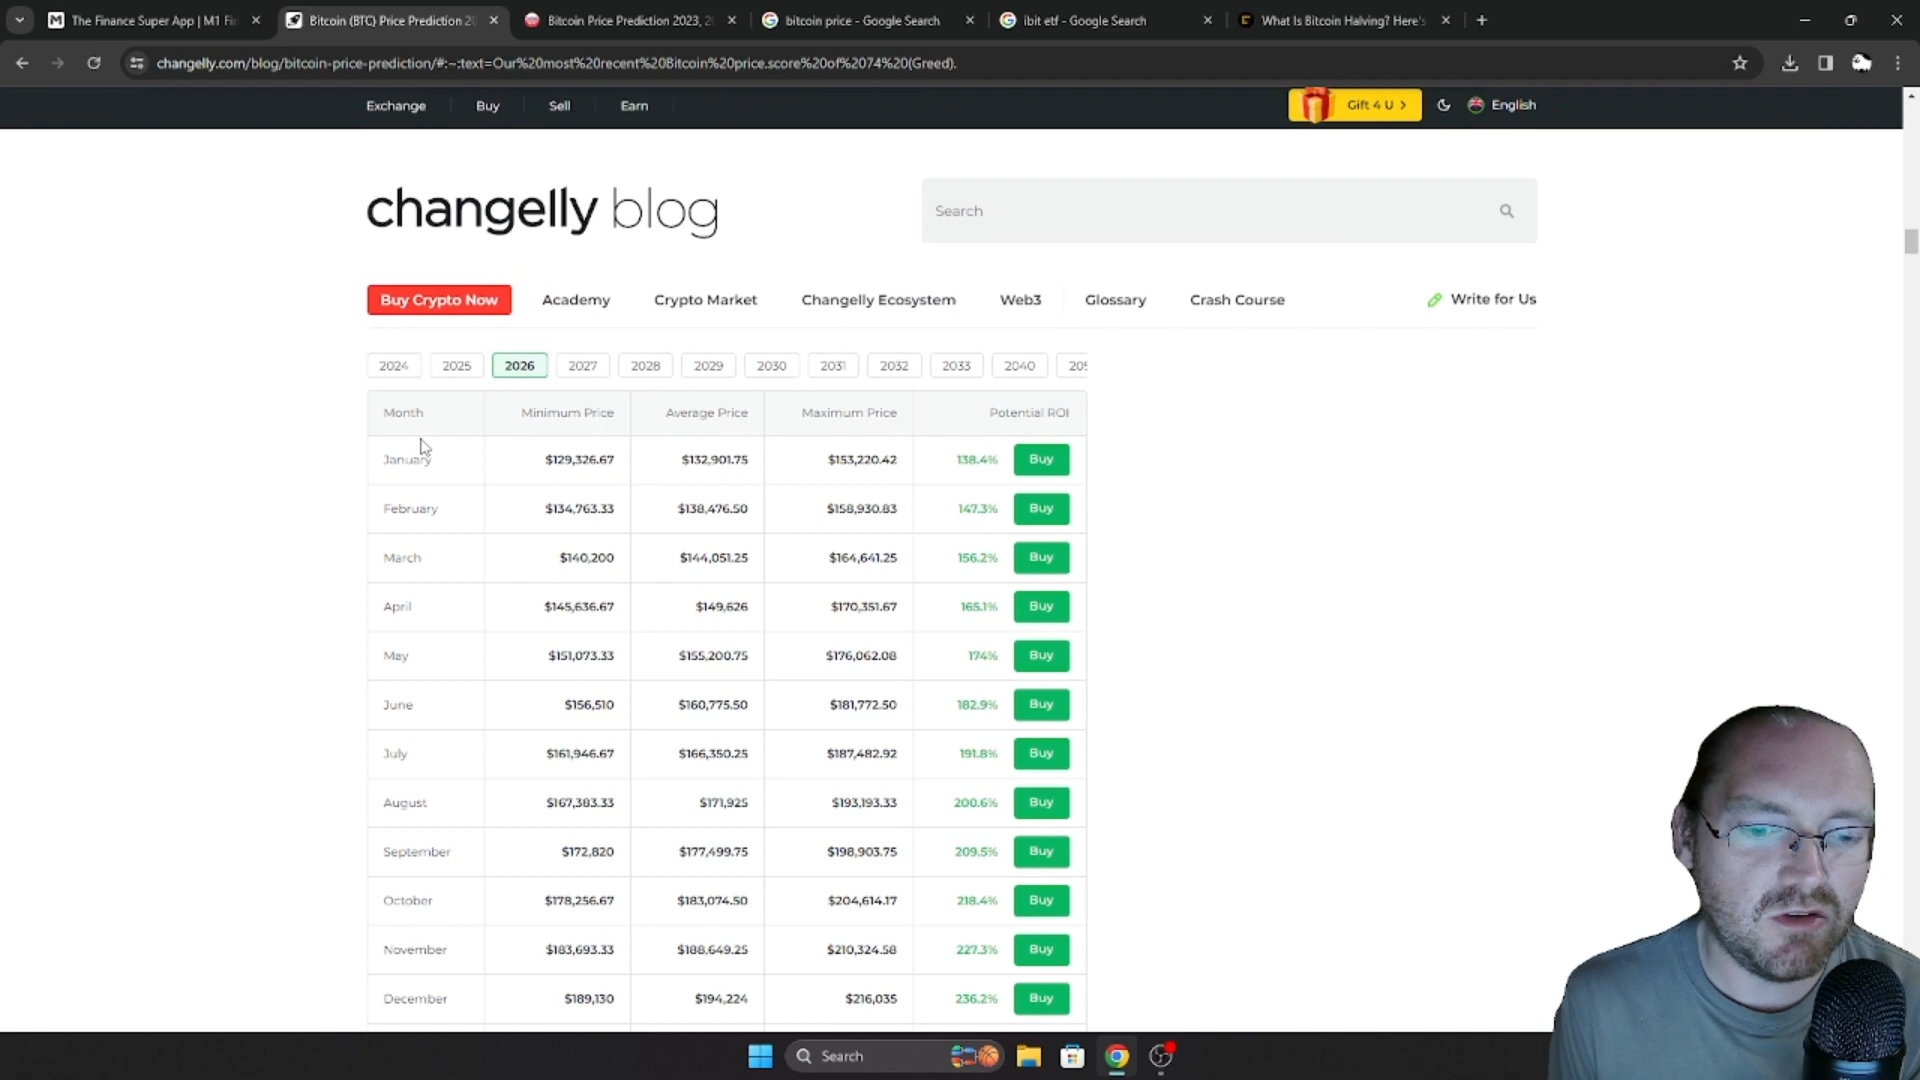 The Finance Super App | M1 Fi
Bitcoin (BTC) Price Prediction 20
Bitcoin Price Prediction 2023, 2
bitcoin price - Google Search
ibit etf - Google Search
What Is Bitcoin Halving? Here's
changelly.com/blog/bitcoin-price-prediction/#:~:text=Our%20most%20recent%20Bitcoin%20price.score%20of%2074%20(Greed).
Exchange Buy Sell Earn Gift 4 U > English
changelly blog
Search
Buy Crypto Now Academy Crypto Market Changelly Ecosystem Web3 Glossary Crash Course Write for Us
2024 2025 2026 2027 2028 2029 2030 2031 2032 2033 2040 205
Month Minimum Price Average Price Maximum Price Potential ROI
January $129,326.67 $132,901.75 $153,220.42 138.4% Buy
February $134,763.33 $138,476.50 $158,930.83 147.3% Buy
March $140,200 $144,051.25 $164,641.25 156.2% Buy
April $145,636.67 $149,626 $170,351.67 165.1% Buy
May $151,073.33 $155,200.75 $176,062.08 174% Buy
June $156,510 $160,775.50 $181,772.50 182.9% Buy
July $161,946.67 $166,350.25 $187,482.92 191.8% Buy
August $167,383.33 $171,925 $193,193.33 200.6% Buy
September $172,820 $177,499.75 $198,903.75 209.5% Buy
October $178,256.67 $183,074.50 $204,614.17 218.4% Buy
November $183,693.33 $188,649.25 $210,324.58 227.3% Buy
December $189,130 $194,224 $216,035 236.2% Buy
Search